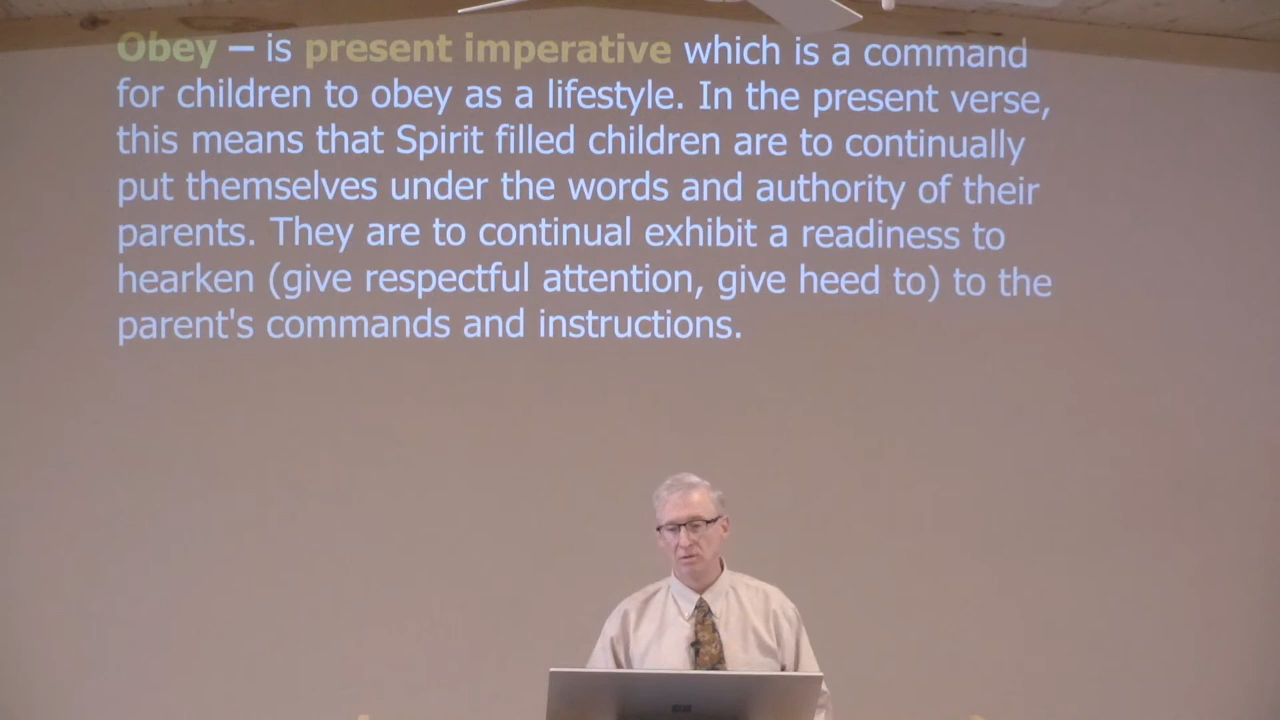 Obey – is present imperative which is a command
for children to obey as a lifestyle. In the present verse,
this means that Spirit filled children are to continually
put themselves under the words and authority of their
parents. They are to continual exhibit a readiness to
hearken (give respectful attention, give heed to) to the
parent's commands and instructions.